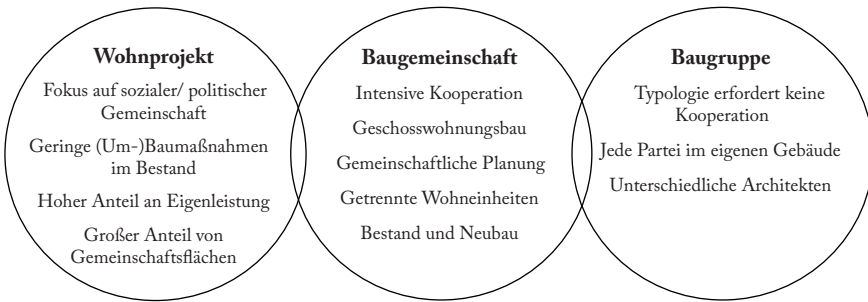 Wohnprojekt
Fokus auf sozialer/ politischer
Gemeinschaft
Geringe (Um-)Baumaßnahmen
im Bestand
Hoher Anteil an Eigenleistung
Großer Anteil von
Gemeinschaftsflächen
Baugemeinschaft
Intensive Kooperation
Geschosswohnungsbau
Gemeinschaftliche Planung
Getrennte Wohneinheiten
Bestand und Neubau
Baugruppe
Typologie erfordert keine
Kooperation
Jede Partei im eigenen Gebäude
Unterschiedliche Architekten